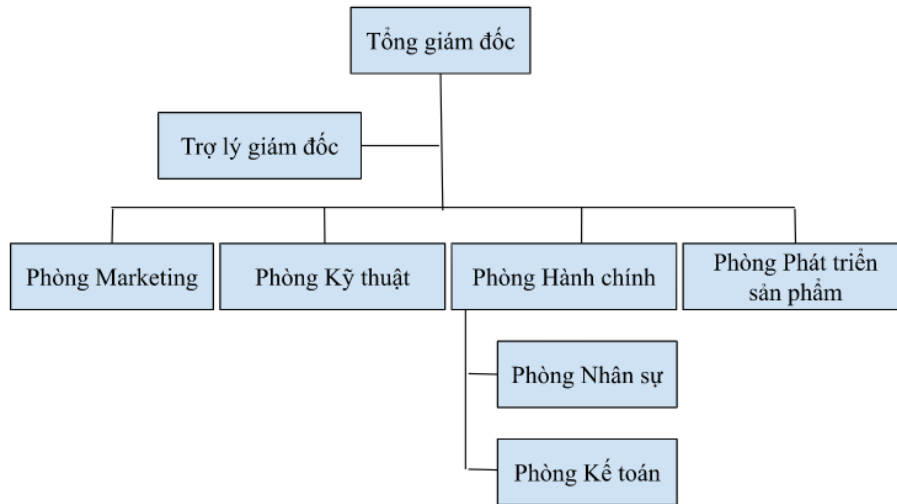 Tổng giám đốc
Trợ lý giám đốc
Phòng Marketing
Phòng Kỹ thuật
Phòng Hành chính
Phòng Phát triển
sản phẩm
Phòng Nhân sự
Phòng Kế toán